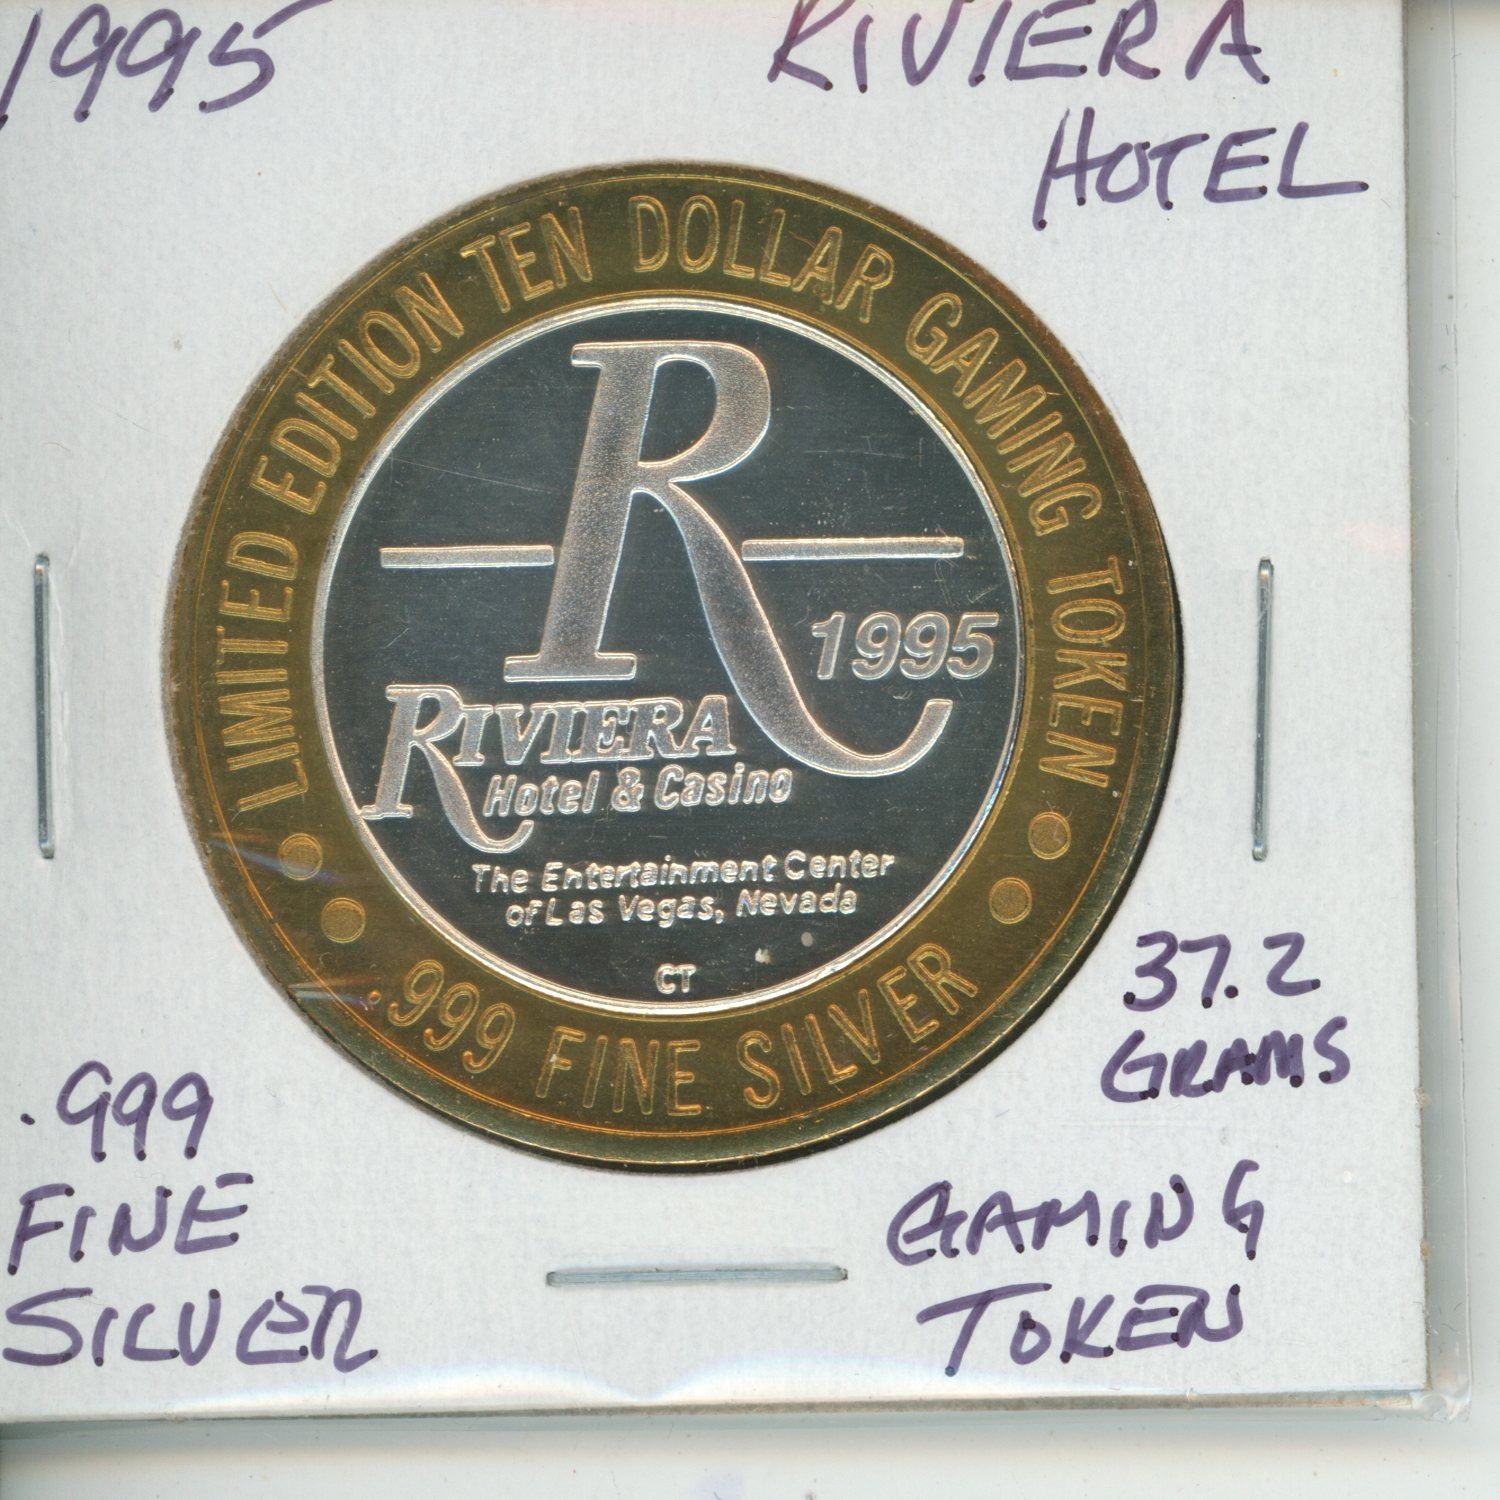 1995
RIVIERA
HOTEL
LIMITED EDITION TEN DOLLAR GAMING TOKEN
R
1995
RIVIERA
Hotel & Casino
The Entertainment Center
of Las Vegas, Nevada
CT
.999 FINE SILVER
37.2
GRAMS
.999
FINE
SILVER
GAMING
TOKEN